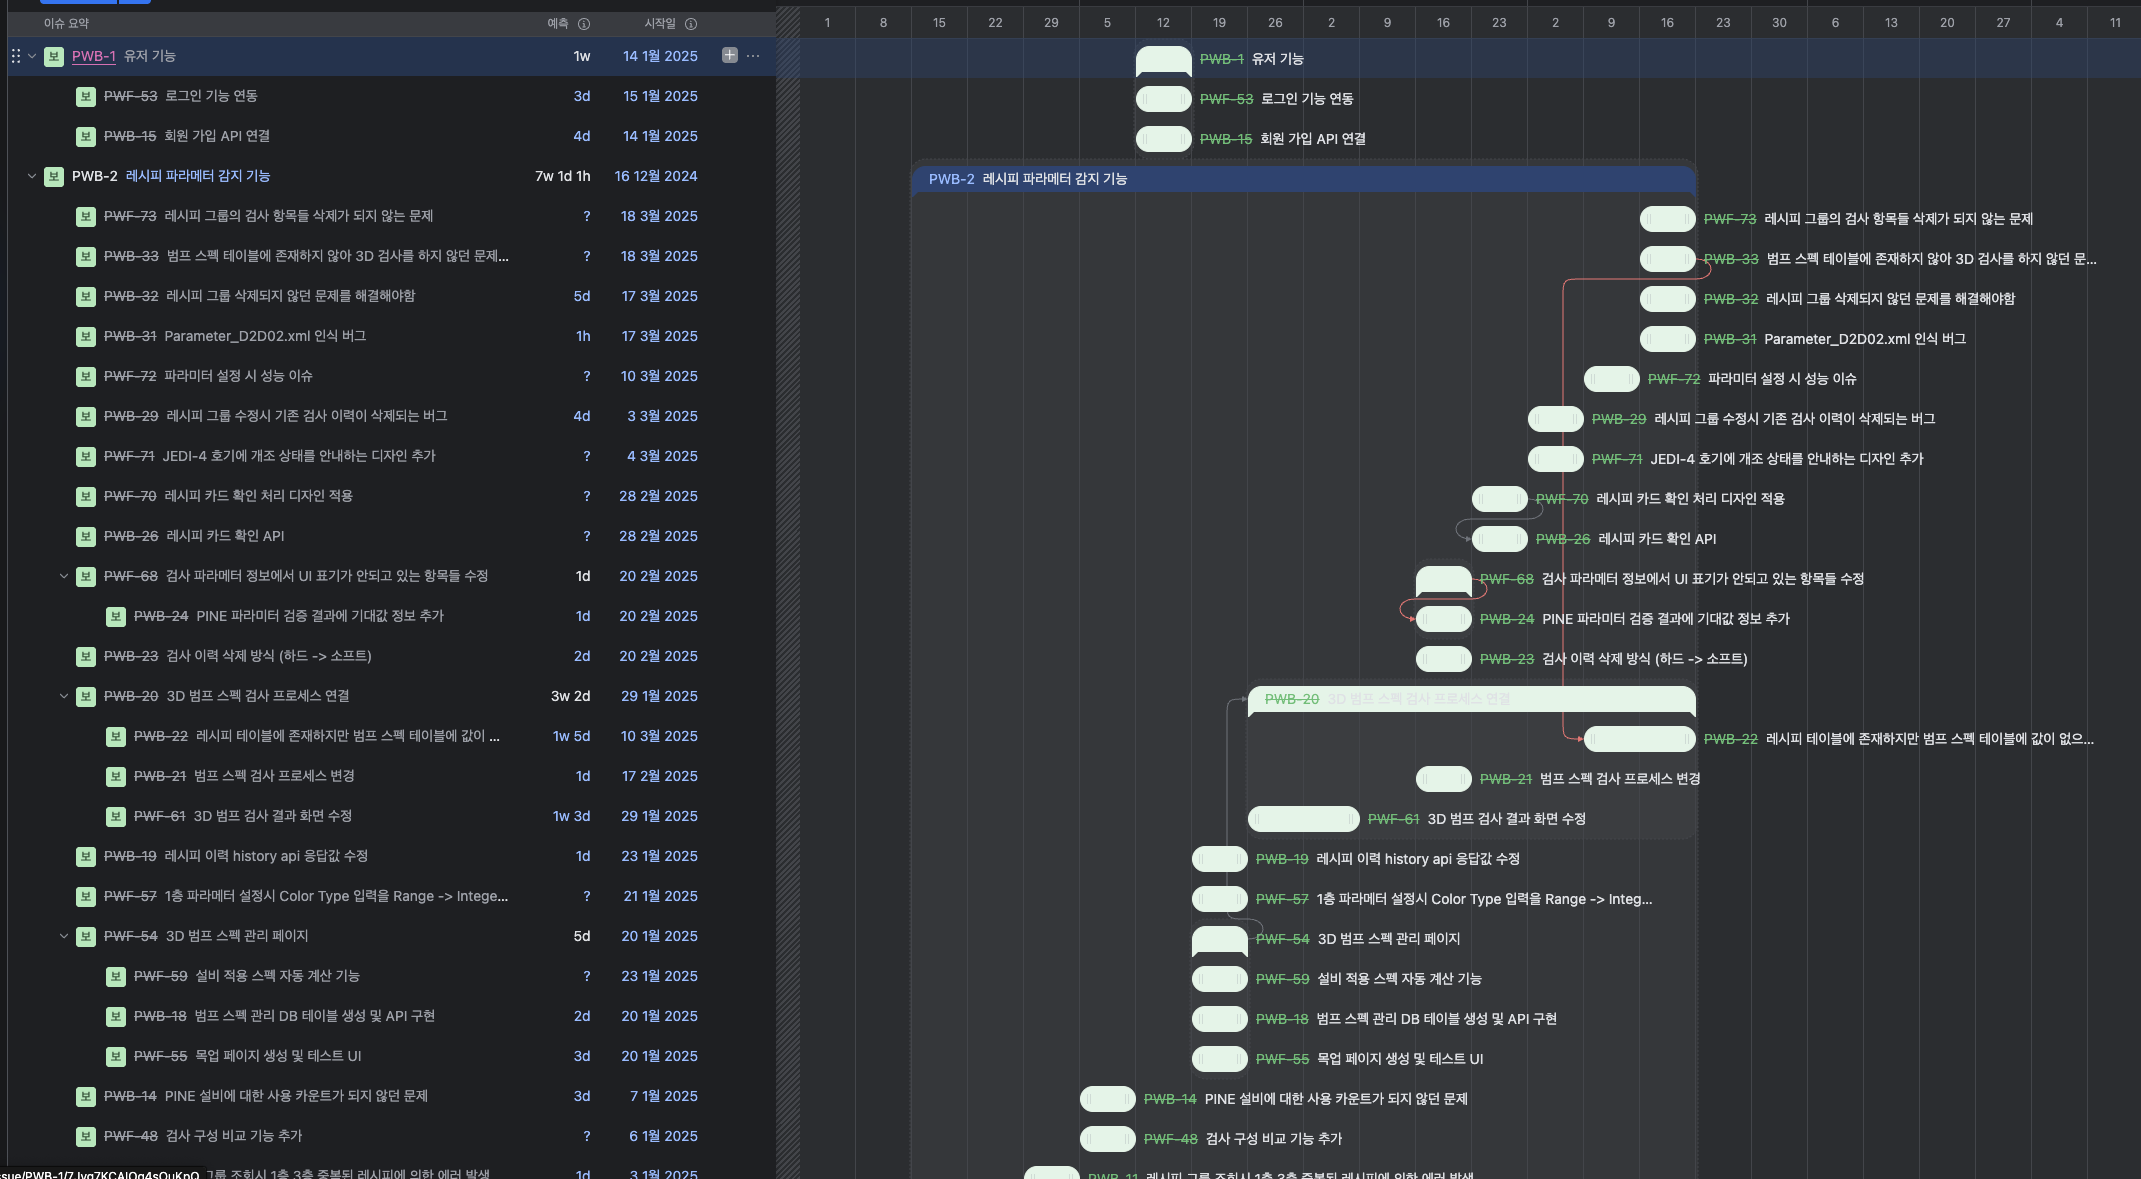 이슈 요약 예측 시작일
1 8 15 22 29 5 12 19 26 2 9 16 23 2 9 16 23 30 6 13 20 27 4 11
보 PWB-1 유저 기능 1w 14 1월 2025
보 PWF-53 로그인 기능 연동 3d 15 1월 2025
보 PWB-15 회원 가입 API 연결 4d 14 1월 2025
보 PWB-2 레시피 파라메터 감지 기능 7w 1d 1h 16 12월 2024
보 PWF-73 레시피 그룹의 검사 항목들 삭제가 되지 않는 문제 ? 18 3월 2025
보 PWB-33 범프 스펙 테이블에 존재하지 않아 3D 검사를 하지 않던 문제... ? 18 3월 2025
보 PWB-32 레시피 그룹 삭제되지 않던 문제를 해결해야함 5d 17 3월 2025
보 PWB-31 Parameter_D2D02.xml 인식 버그 1h 17 3월 2025
보 PWF-72 파라미터 설정 시 성능 이슈 ? 10 3월 2025
보 PWB-29 레시피 그룹 수정시 기존 검사 이력이 삭제되는 버그 4d 3 3월 2025
보 PWF-71 JEDI-4 호기에 개조 상태를 안내하는 디자인 추가 ? 4 3월 2025
보 PWF-70 레시피 카드 확인 처리 디자인 적용 ? 28 2월 2025
보 PWB-26 레시피 카드 확인 API ? 28 2월 2025
보 PWF-68 검사 파라메터 정보에서 UI 표기가 안되고 있는 항목들 수정 1d 20 2월 2025
보 PWB-24 PINE 파라미터 검증 결과에 기대값 정보 추가 1d 20 2월 2025
보 PWB-23 검사 이력 삭제 방식 (하드 -> 소프트) 2d 20 2월 2025
보 PWB-20 3D 범프 스펙 검사 프로세스 연결 3w 2d 29 1월 2025
보 PWB-22 레시피 테이블에 존재하지만 범프 스펙 테이블에 값이 ... 1w 5d 10 3월 2025
보 PWB-21 범프 스펙 검사 프로세스 변경 1d 17 2월 2025
보 PWF-61 3D 범프 검사 결과 화면 수정 1w 3d 29 1월 2025
보 PWB-19 레시피 이력 history api 응답값 수정 1d 23 1월 2025
보 PWF-57 1층 파라메터 설정시 Color Type 입력을 Range -> Intege... ? 21 1월 2025
보 PWF-54 3D 범프 스펙 관리 페이지 5d 20 1월 2025
보 PWF-59 설비 적용 스펙 자동 계산 기능 ? 23 1월 2025
보 PWB-18 범프 스펙 관리 DB 테이블 생성 및 API 구현 2d 20 1월 2025
보 PWF-55 목업 페이지 생성 및 테스트 UI 3d 20 1월 2025
보 PWB-14 PINE 설비에 대한 사용 카운트가 되지 않던 문제 3d 7 1월 2025
보 PWF-48 검사 구성 비교 기능 추가 ? 6 1월 2025
그룹 조회시 1층 3층 중복된 레시피에 의한 에러 발생 1d 3 1월 2025
PWB-1 유저 기능
PWF-53 로그인 기능 연동
PWB-15 회원 가입 API 연결
PWB-2 레시피 파라메터 감지 기능
PWF-73 레시피 그룹의 검사 항목들 삭제가 되지 않는 문제
PWB-33 범프 스펙 테이블에 존재하지 않아 3D 검사를 하지 않던 문...
PWB-32 레시피 그룹 삭제되지 않던 문제를 해결해야함
PWB-31 Parameter_D2D02.xml 인식 버그
PWF-72 파라미터 설정 시 성능 이슈
PWB-29 레시피 그룹 수정시 기존 검사 이력이 삭제되는 버그
PWF-71 JEDI-4 호기에 개조 상태를 안내하는 디자인 추가
PWF-70 레시피 카드 확인 처리 디자인 적용
PWB-26 레시피 카드 확인 API
PWF-68 검사 파라메터 정보에서 UI 표기가 안되고 있는 항목들 수정
PWB-24 PINE 파라미터 검증 결과에 기대값 정보 추가
PWB-23 검사 이력 삭제 방식 (하드 -> 소프트)
PWB-20 3D 범프 스펙 검사 프로세스 연결
PWB-22 레시피 테이블에 존재하지만 범프 스펙 테이블에 값이 없으...
PWB-21 범프 스펙 검사 프로세스 변경
PWF-61 3D 범프 검사 결과 화면 수정
PWB-19 레시피 이력 history api 응답값 수정
PWF-57 1층 파라메터 설정시 Color Type 입력을 Range -> Integ...
PWF-54 3D 범프 스펙 관리 페이지
PWF-59 설비 적용 스펙 자동 계산 기능
PWB-18 범프 스펙 관리 DB 테이블 생성 및 API 구현
PWF-55 목업 페이지 생성 및 테스트 UI
PWB-14 PINE 설비에 대한 사용 카운트가 되지 않던 문제
PWF-48 검사 구성 비교 기능 추가
PWB-11 레시피 그룹 조회시 1층 3층 중복된 레시피에 의한 에러 발생